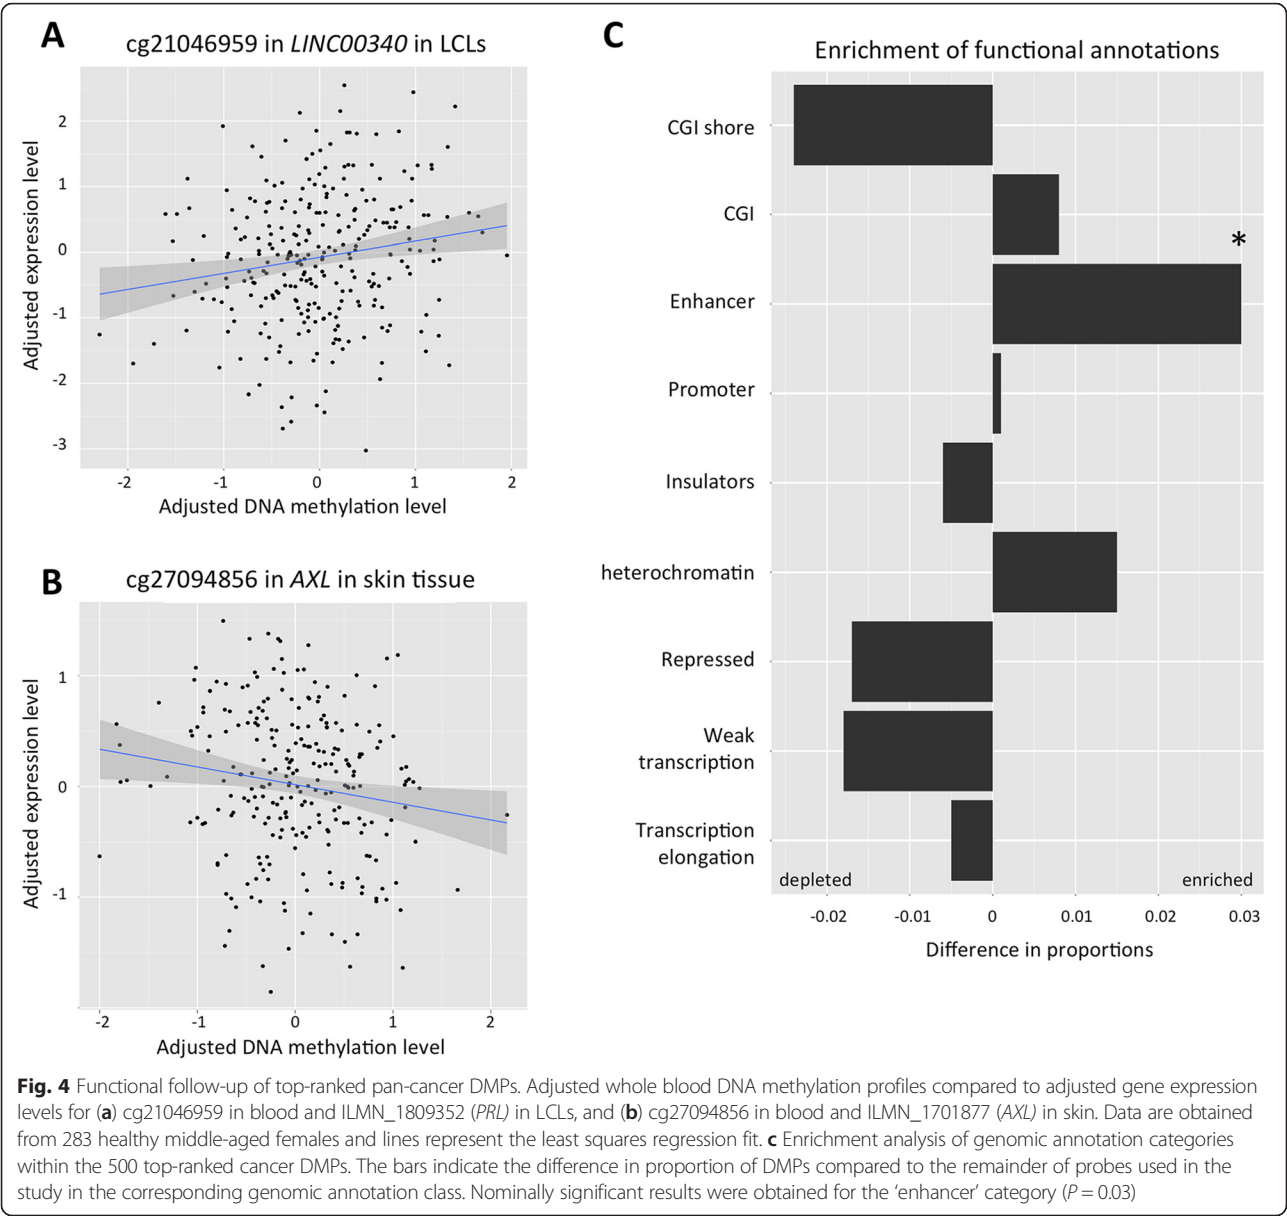 A
cg21046959 in LINC00340 in LCLs
Adjusted expression level
2
1
0
-1
-2
-3
-2
-1
0
1
2
Adjusted DNA methylation level
B
cg27094856 in AXL in skin tissue
Adjusted expression level
1
0
-1
-2
-1
0
1
2
Adjusted DNA methylation level
C
Enrichment of functional annotations
CGI shore
CGI
*
Enhancer
Promoter
Insulators
heterochromatin
Repressed
Weak
transcription
Transcription
elongation
depleted
enriched
-0.02
-0.01
0
0.01
0.02
0.03
Difference in proportions
Fig. 4 Functional follow-up of top-ranked pan-cancer DMPs. Adjusted whole blood DNA methylation profiles compared to adjusted gene expression
levels for (a) cg21046959 in blood and ILMN_1809352 (PRL) in LCLs, and (b) cg27094856 in blood and ILMN_1701877 (AXL) in skin. Data are obtained
from 283 healthy middle-aged females and lines represent the least squares regression fit. c Enrichment analysis of genomic annotation categories
within the 500 top-ranked cancer DMPs. The bars indicate the difference in proportion of DMPs compared to the remainder of probes used in the
study in the corresponding genomic annotation class. Nominally significant results were obtained for the ‘enhancer’ category (P = 0.03)